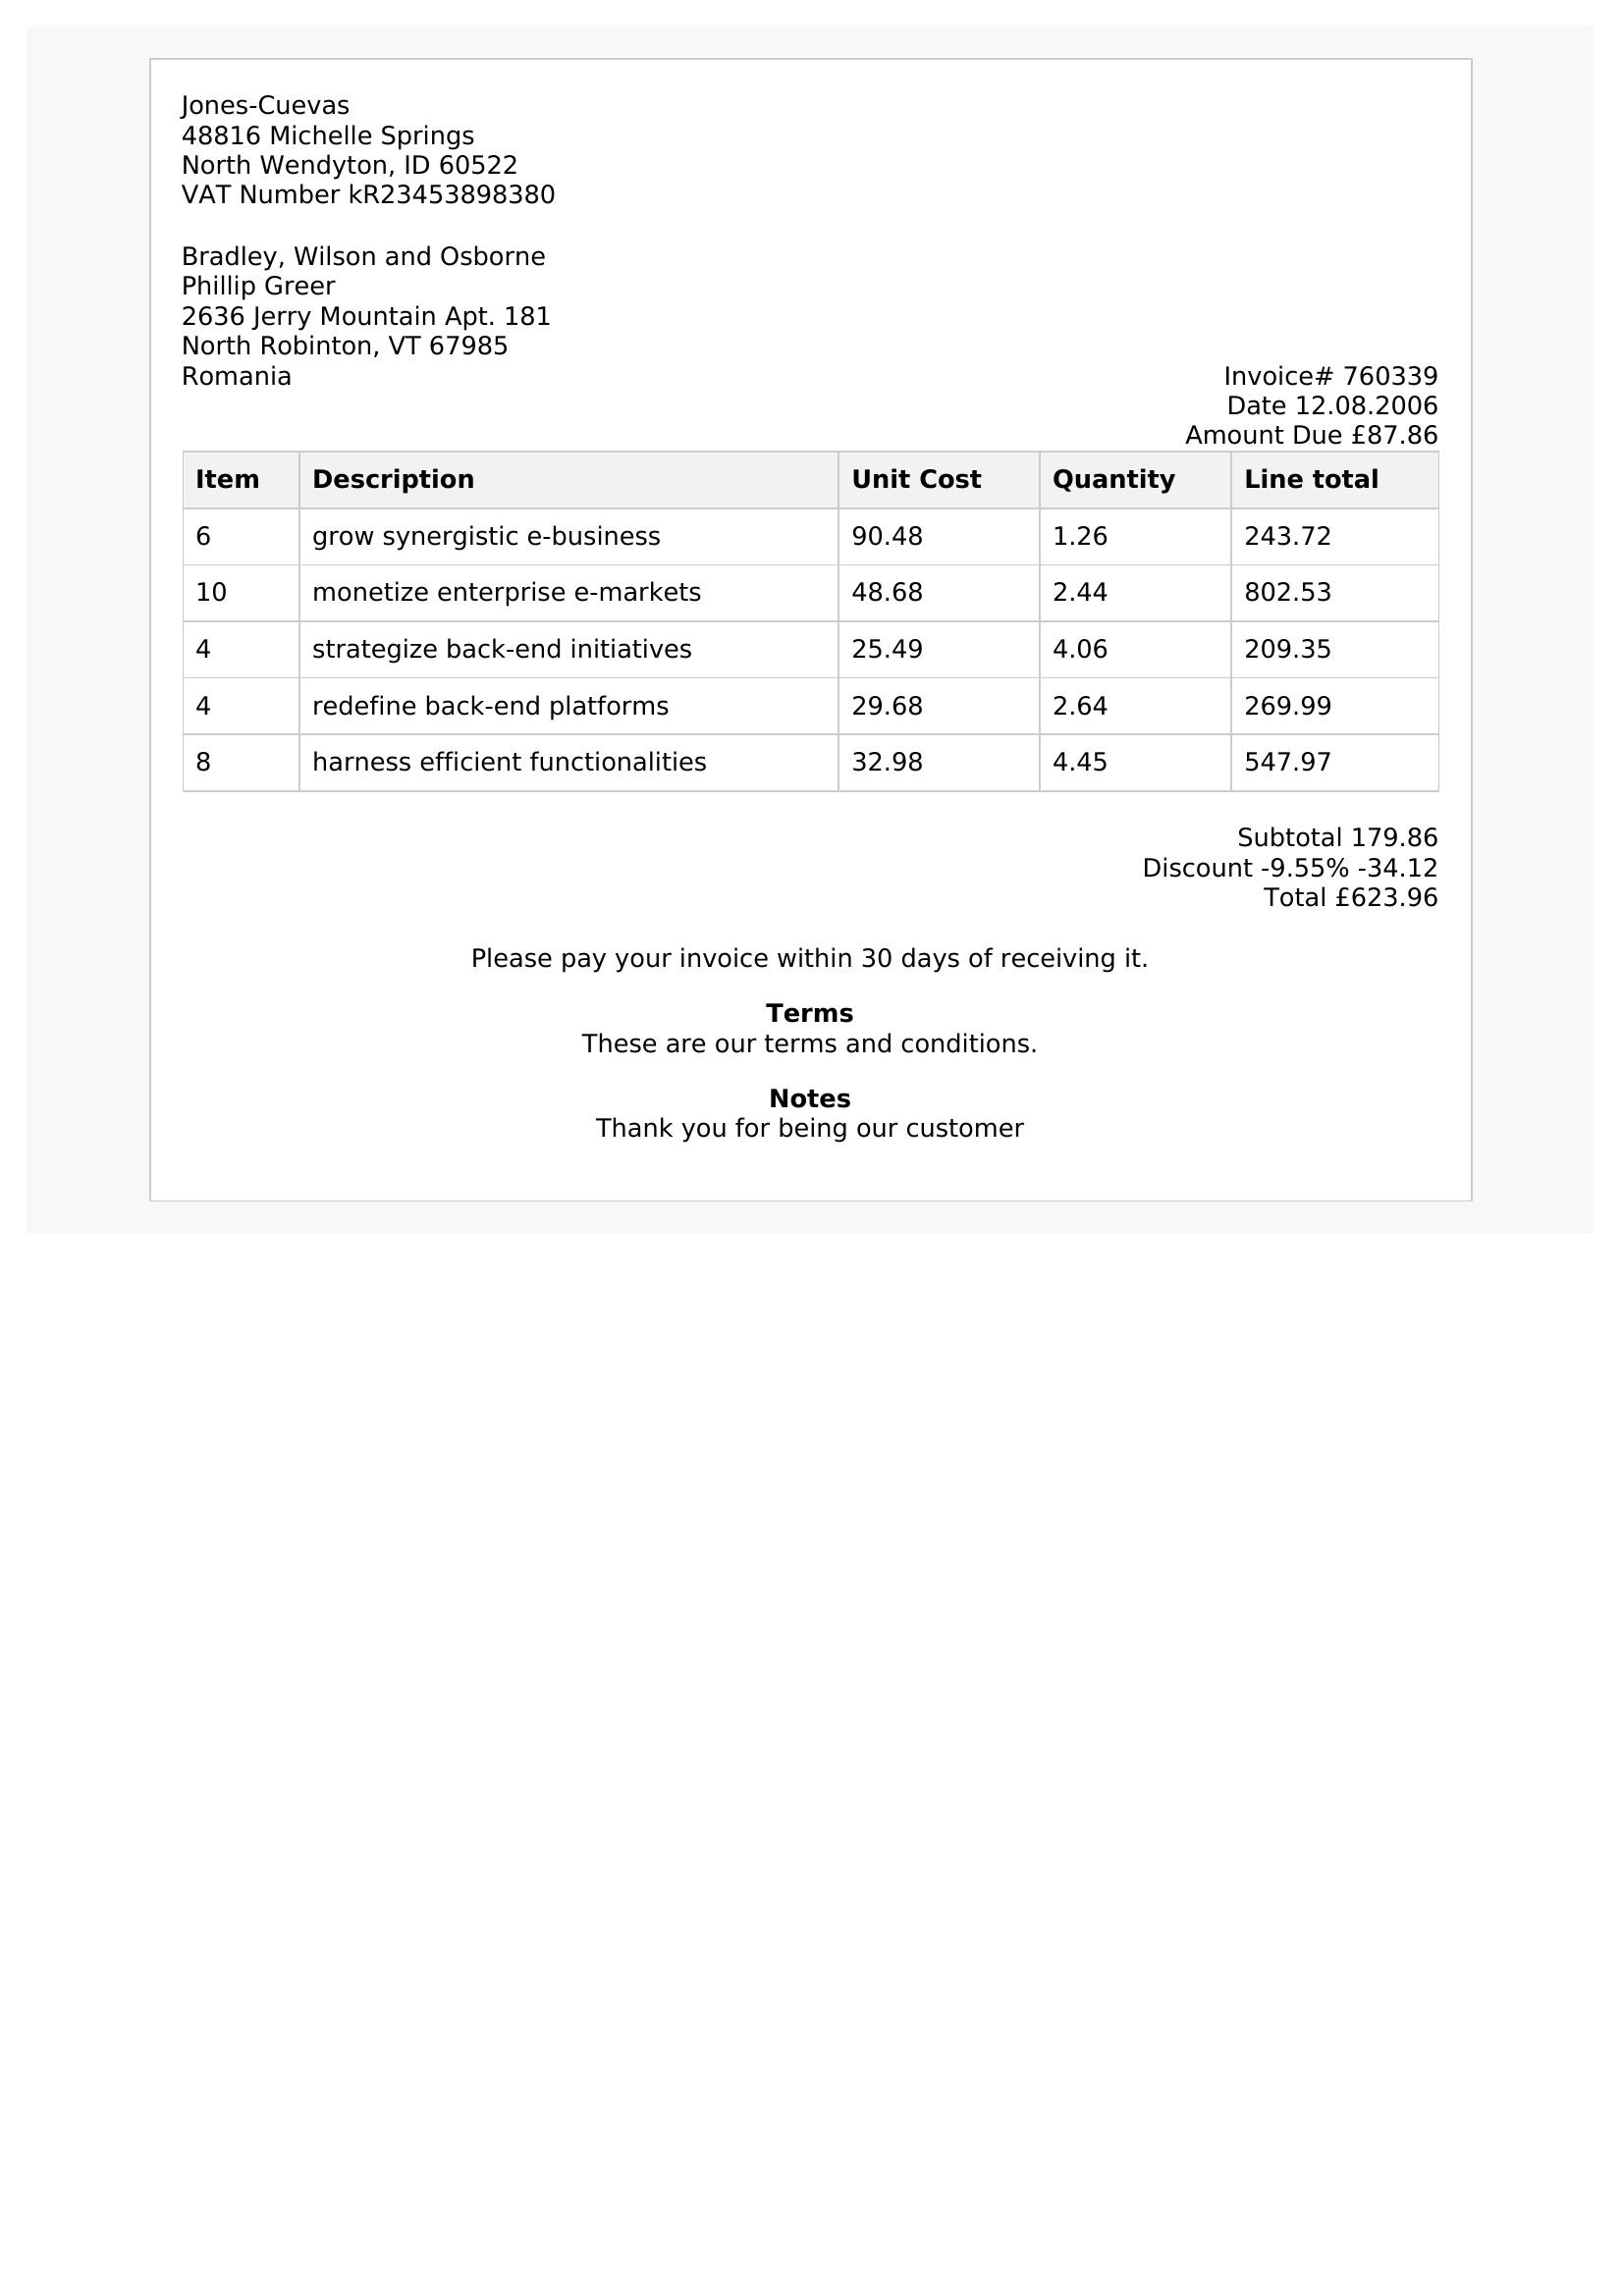 Jones-Cuevas
48816 Michelle Springs
North Wendyton, ID 60522
VAT Number kR23453898380
Bradley, Wilson and Osborne
Phillip Greer
2636 Jerry Mountain Apt. 181
North Robinton, VT 67985
Romania
Invoice# 760339
Date 12.08.2006
Amount Due £87.86
Item Description Unit Cost Quantity Line total
6 grow synergistic e-business 90.48 1.26 243.72
10 monetize enterprise e-markets 48.68 2.44 802.53
4 strategize back-end initiatives 25.49 4.06 209.35
4 redefine back-end platforms 29.68 2.64 269.99
8 harness efficient functionalities 32.98 4.45 547.97
Subtotal 179.86
Discount -9.55% -34.12
Total £623.96
Please pay your invoice within 30 days of receiving it.
Terms
These are our terms and conditions.
Notes
Thank you for being our customer